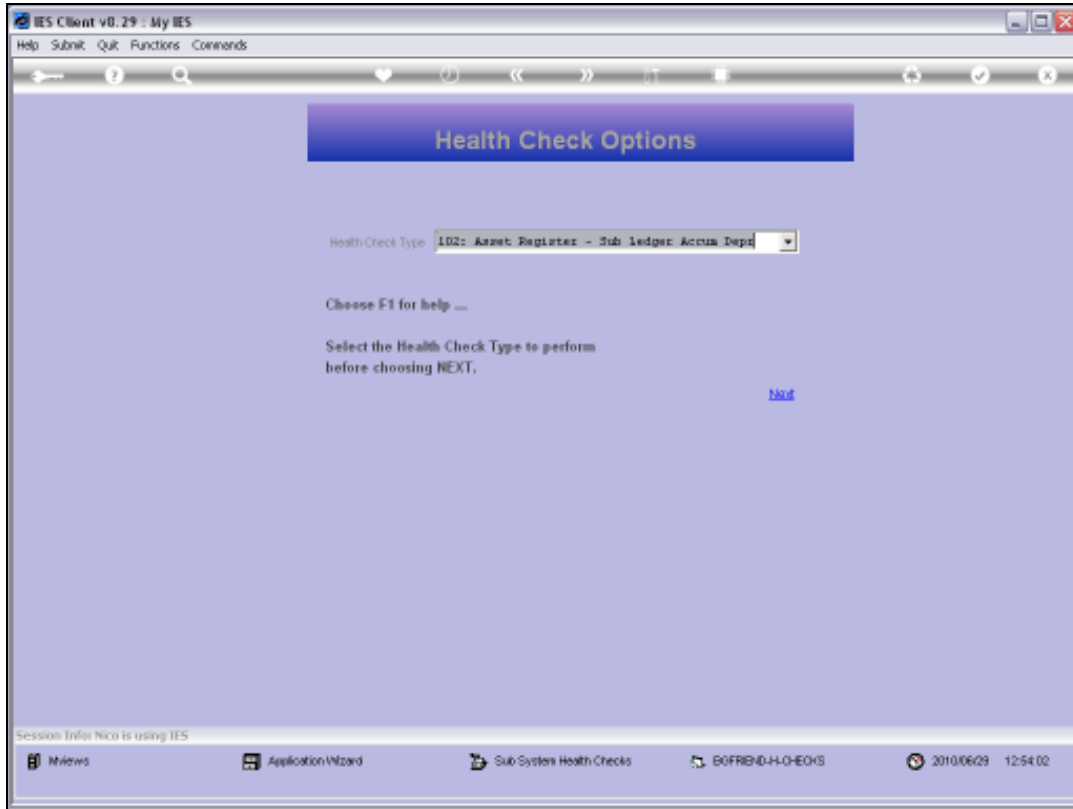 IES Client v8.29 : My IES
Help Submit Quit Functions Commands
Health Check Options
Health Check Type 102: Asset Register - Sub ledger Accum Depr
Choose F1 for help ...
Select the Health Check Type to perform
before choosing NEXT.
Next
Session Info: Nico is using IES
Mviews Application Wizard Sub System Health Checks BGFRIEND-H-CHECKS 2010/06/29 12:54:02